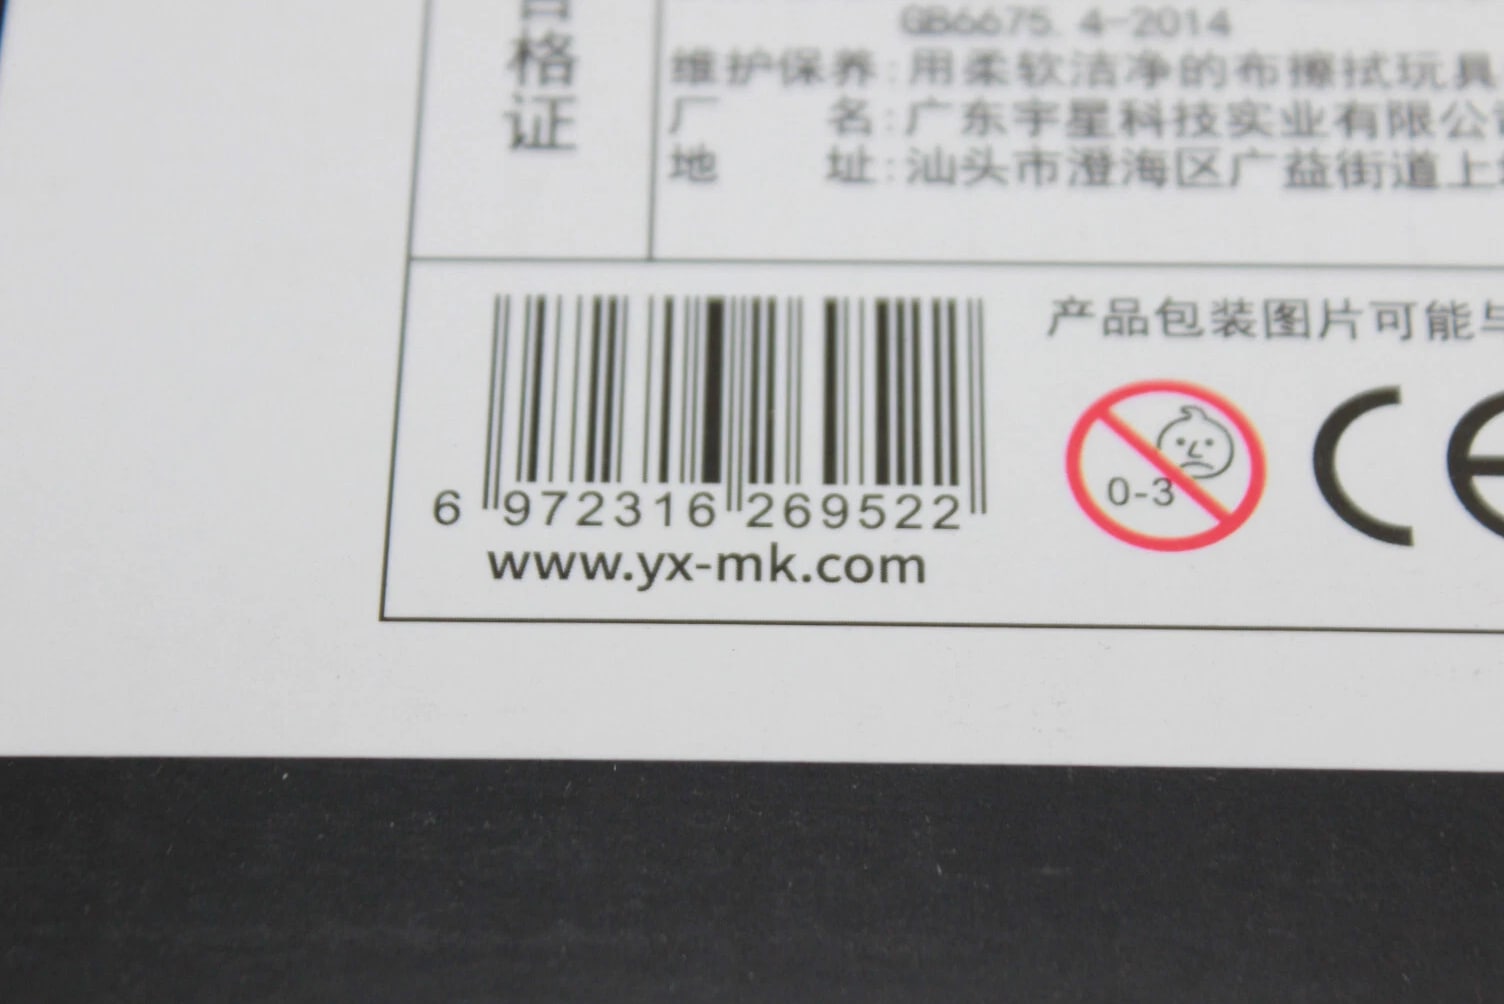 格
证
GB6675.4-2014
维护保养:用柔软洁净的布擦拭玩具
厂 名:广东宇星科技实业有限公
地 址:汕头市澄海区广益街道上
产品包装图片可能与
0-3
CE
6 972316 269522
www.yx-mk.com